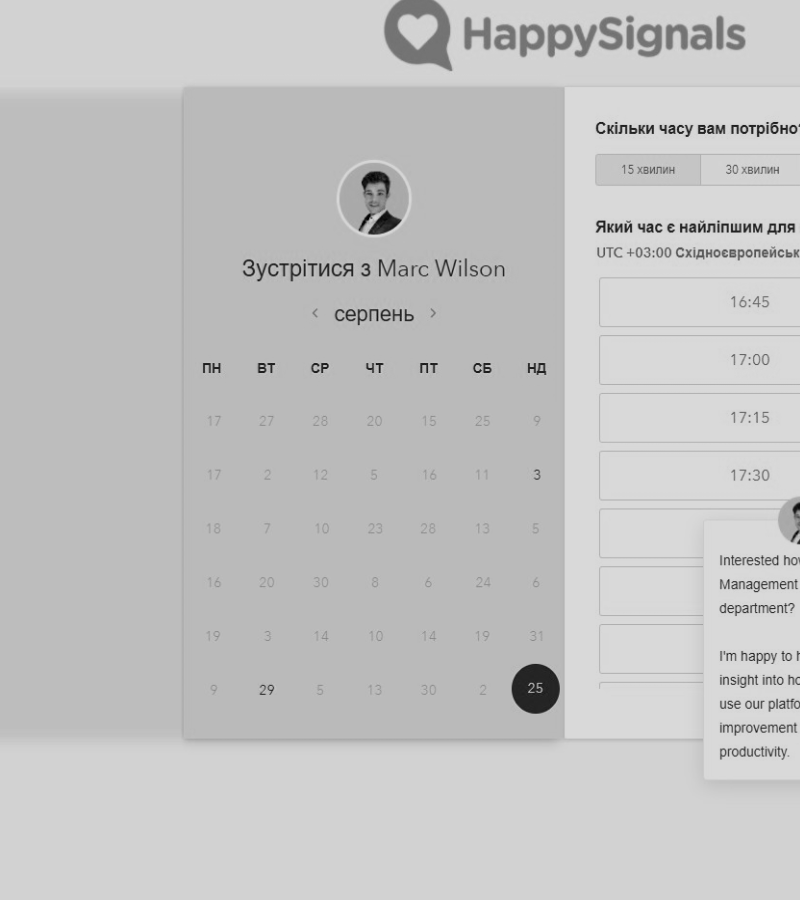 HappySignals
Зустрітися з Marc Wilson
‹ серпень ›
ПН ВТ СР ЧТ ПТ СБ НД
17 27 28 20 15 25 9
17 2 12 5 16 11 3
18 7 10 23 28 13 5
16 20 30 8 6 24 6
19 3 14 10 14 19 31
9 29 5 13 30 2 25
Скільки часу вам потрібно?
15 хвилин 30 хвилин
Який час є найліпшим для
UTC +03:00
16:45
17:00
17:15
17:30
Interested
Management
department?
I'm happy to
insight into
use our
improvement
productivity.